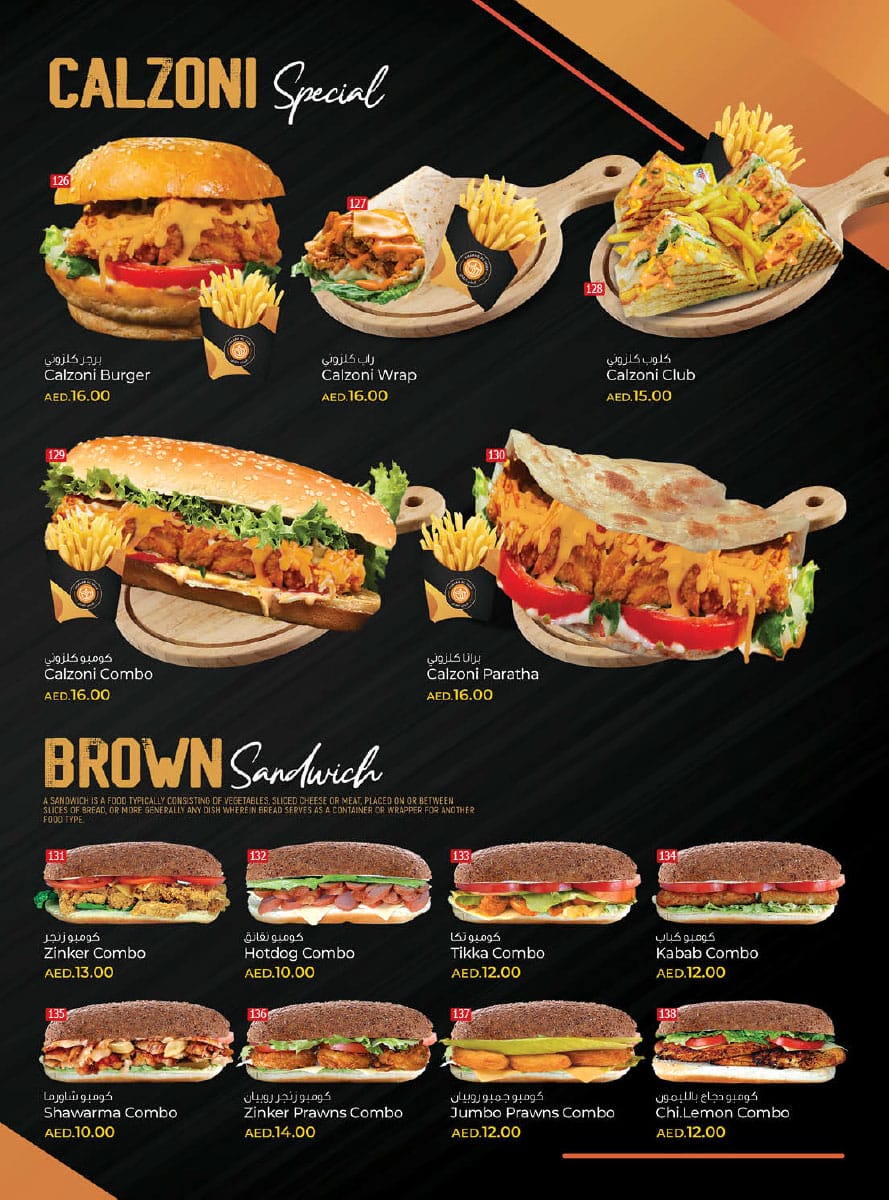 CALZONI Special
126
127
128
برجر كلزوني
Calzoni Burger
AED.16.00
راب كلزوني
Calzoni Wrap
AED.16.00
كلوب كلزوني
Calzoni Club
AED.15.00
129
130
كومبو كلزوني
Calzoni Combo
AED.16.00
براتا كلزوني
Calzoni Paratha
AED.16.00
BROWN Sandwich
A SANDWICH IS A FOOD TYPICALLY CONSISTING OF VEGETABLES, SLICED CHEESE OR MEAT, PLACED ON OR BETWEEN
SLICES OF BREAD, OR MORE GENERALLY ANY DISH WHEREIN BREAD SERVES AS A CONTAINER OR WRAPPER FOR ANOTHER
FOOD TYPE.
131
132
133
134
كومبو زنجر
Zinker Combo
AED.13.00
كومبو نقانق
Hotdog Combo
AED.10.00
كومبو تكا
Tikka Combo
AED.12.00
كومبو كباب
Kabab Combo
AED.12.00
135
136
137
138
كومبو شاورما
Shawarma Combo
AED.10.00
كومبو زنجر روبيان
Zinker Prawns Combo
AED.14.00
كومبو جمبو روبيان
Jumbo Prawns Combo
AED.12.00
كومبو دجاج بالليمون
Chi.Lemon Combo
AED.12.00